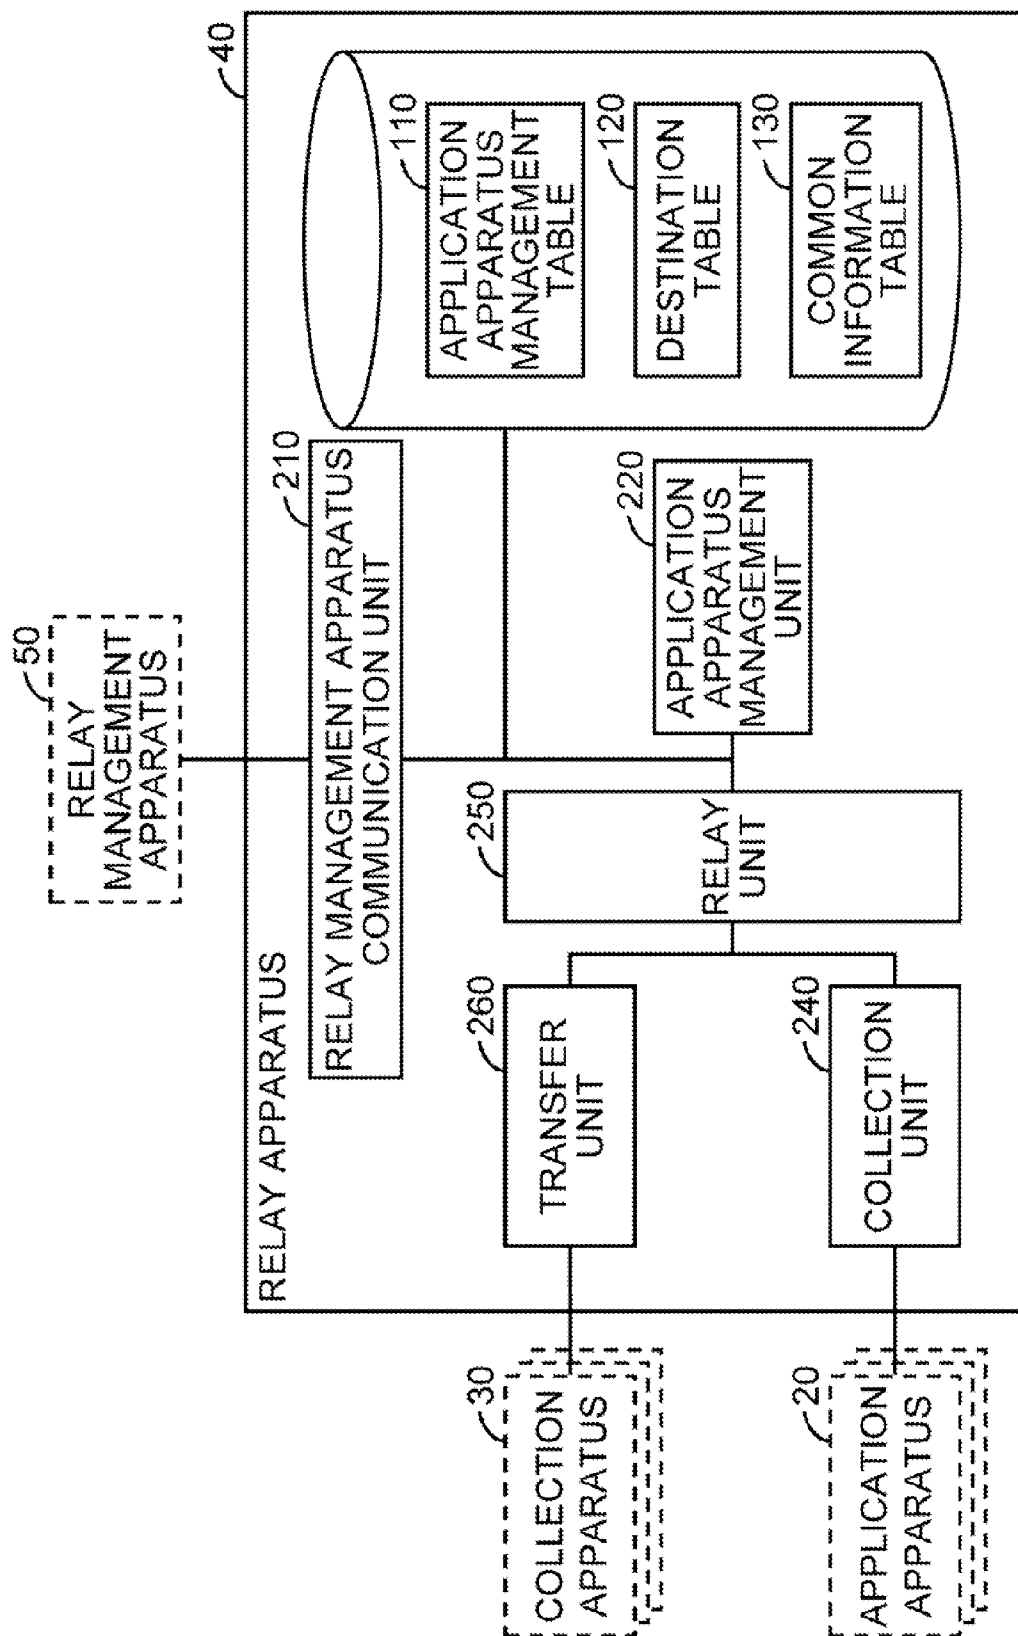 50
RELAY
MANAGEMENT
APPARATUS
40
RELAY APPARATUS
210
RELAY MANAGEMENT APPARATUS
COMMUNICATION UNIT
110
APPLICATION
APPARATUS
MANAGEMENT
TABLE
120
DESTINATION
TABLE
130
COMMON
INFORMATION
TABLE
220
APPLICATION
APPARATUS
MANAGEMENT
UNIT
250
RELAY
UNIT
260
TRANSFER
UNIT
240
COLLECTION
UNIT
30
COLLECTION
APPARATUS
20
APPLICATION
APPARATUS